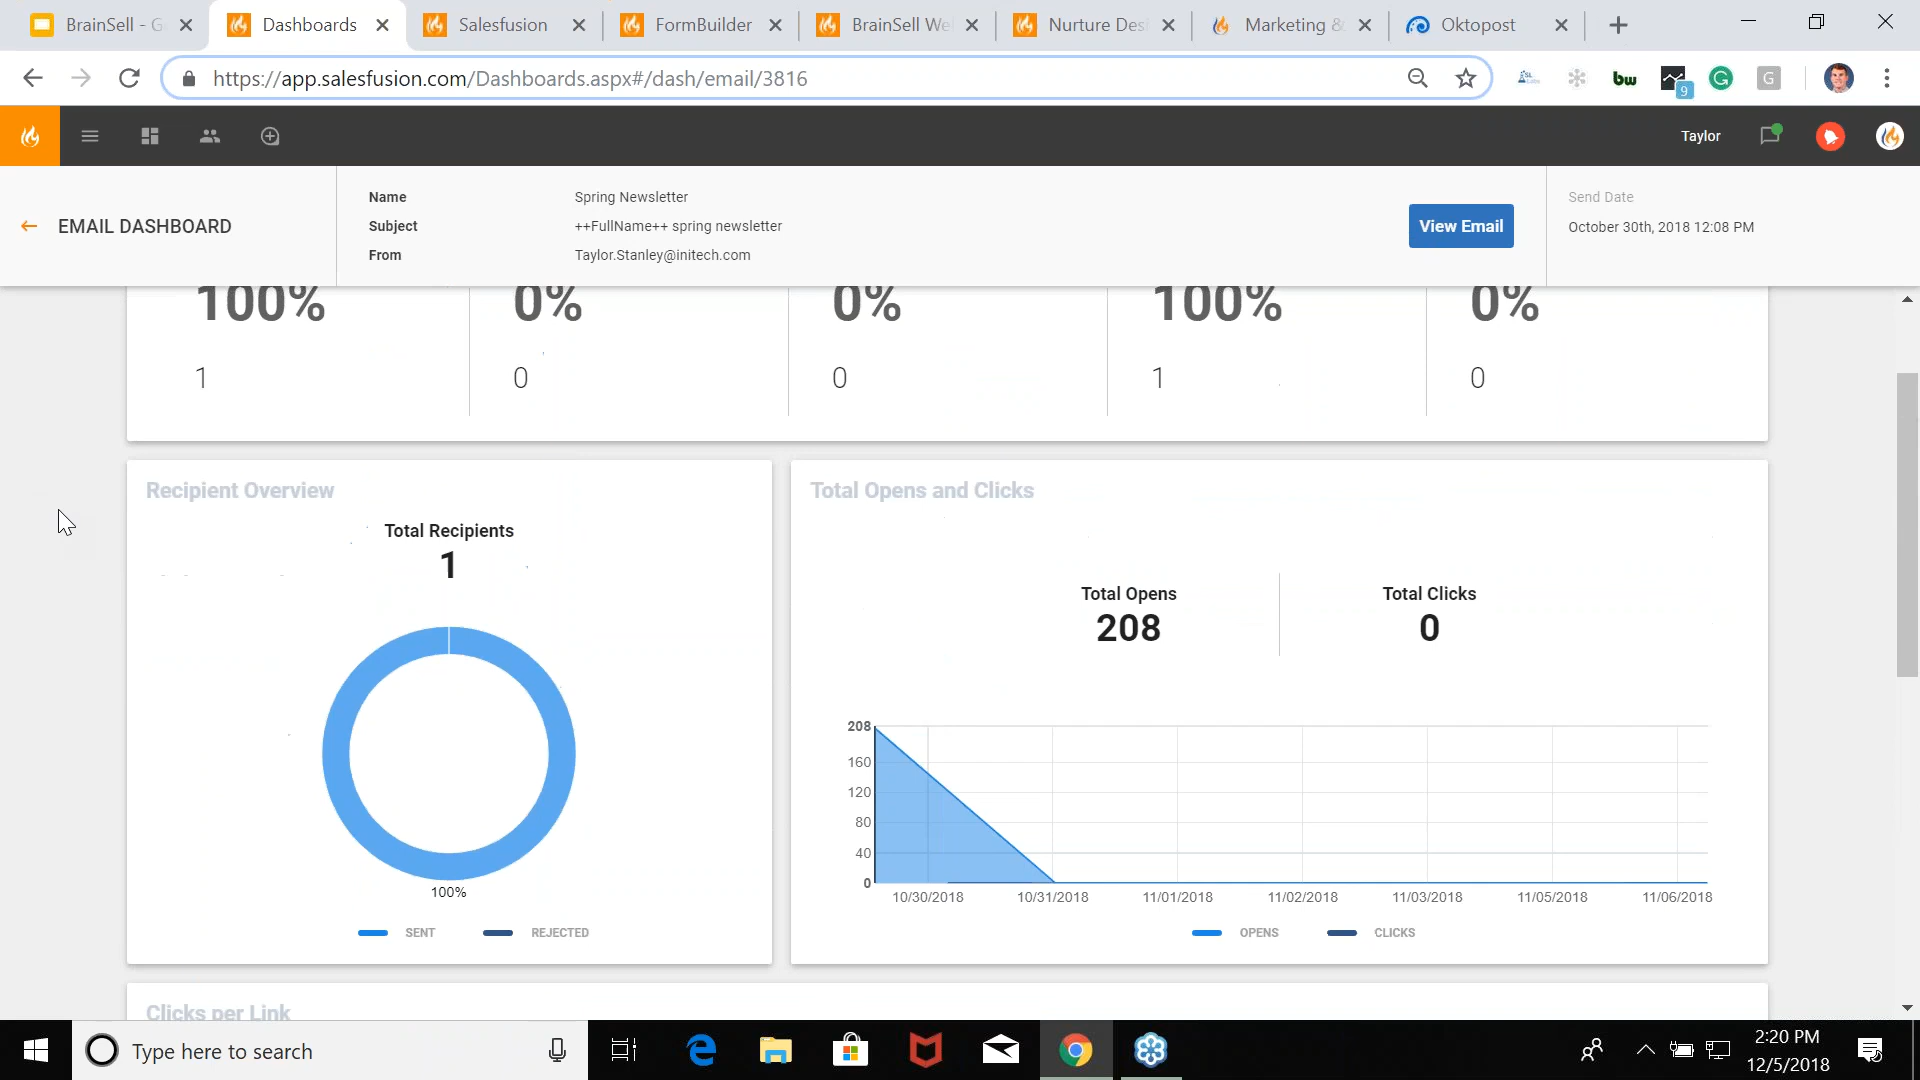 BrainSell - G
Dashboards
Salesfusion
FormBuilder
BrainSell We
Nurture Des
Marketing &
Oktopost
https://app.salesfusion.com/Dashboards.aspx#/dash/email/3816
SL
bw
9
G
G
Taylor
EMAIL DASHBOARD
Name Spring Newsletter
Subject ++FullName++ spring newsletter
From Taylor.Stanley@initech.com
View Email
Send Date
October 30th, 2018 12:08 PM
100% 0% 0% 100% 0%
1 0 0 1 0
Recipient Overview
Total Recipients
1
100%
SENT REJECTED
Total Opens and Clicks
Total Opens Total Clicks
208 0
208
160
120
80
40
0
10/30/2018 10/31/2018 11/01/2018 11/02/2018 11/03/2018 11/05/2018 11/06/2018
OPENS CLICKS
Clicks per Link
Type here to search
2:20 PM
12/5/2018